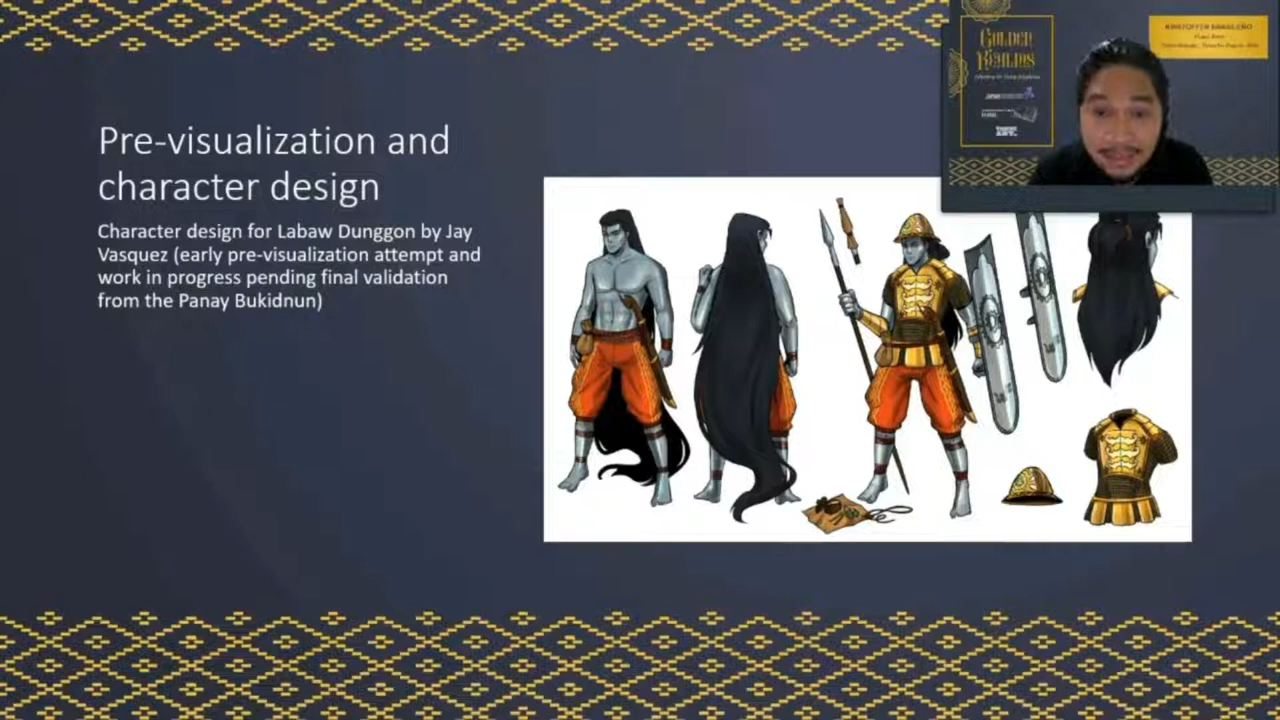 Pre-visualization and
character design
Character design for Labaw Dunggon by Jay
Vasquez (early pre-visualization attempt and
work in progress pending final validation
from the Panay Bukidnun)
GOLDEN
REALMS